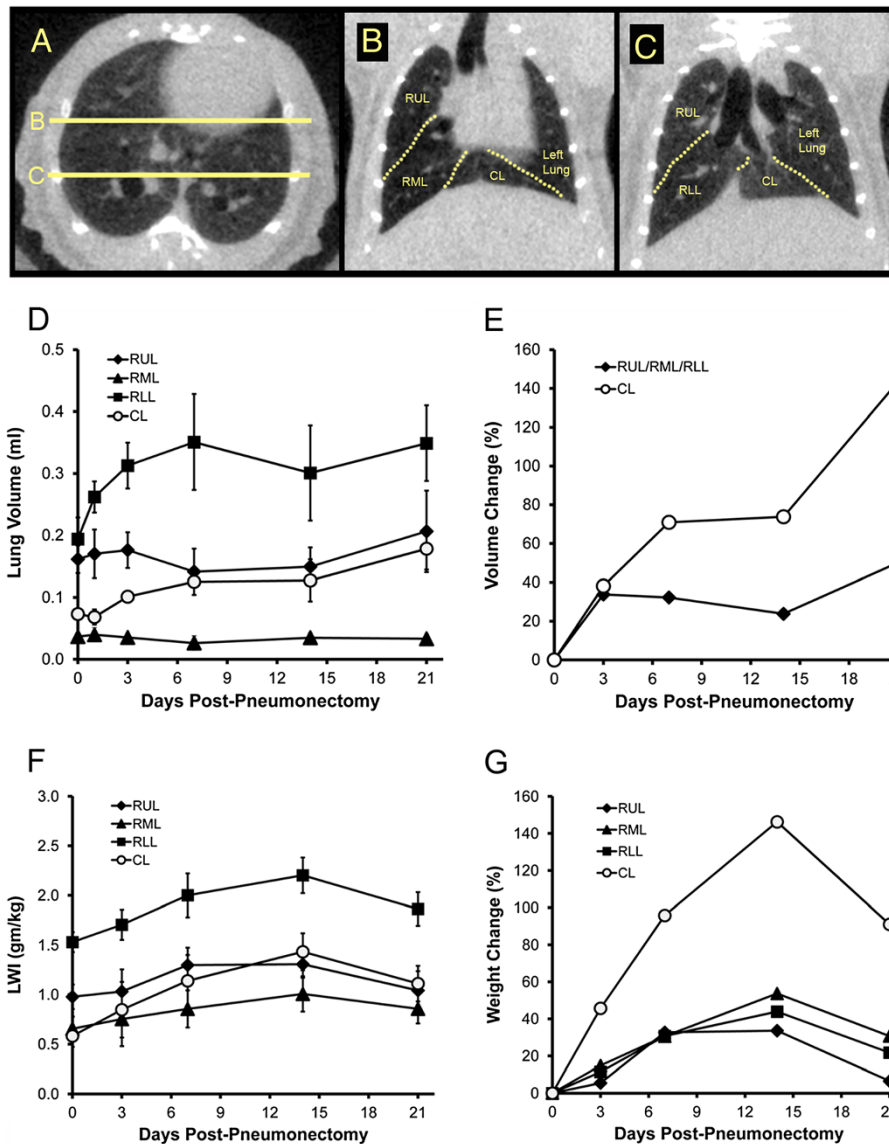 A
B
C
B
RUL
RML
CL
Left
Lung
C
RUL
RLL
CL
Left
Lung
D
0.5
0.4
0.3
0.2
0.1
0.0
Lung Volume (ml)
RUL
RML
RLL
CL
0 3 6 9 12 15 18 21
Days Post-Pneumonectomy
E
160
140
120
100
80
60
40
20
0
Volume Change (%)
RUL/RML/RLL
CL
0 3 6 9 12 15 18
Days Post-Pneumonectomy
F
3.0
2.5
2.0
1.5
1.0
0.5
0.0
LWI (gm/kg)
RUL
RML
RLL
CL
0 3 6 9 12 15 18 21
Days Post-Pneumonectomy
G
160
140
120
100
80
60
40
20
0
Weight Change (%)
RUL
RML
RLL
CL
0 3 6 9 12 15 18
Days Post-Pneumonectomy